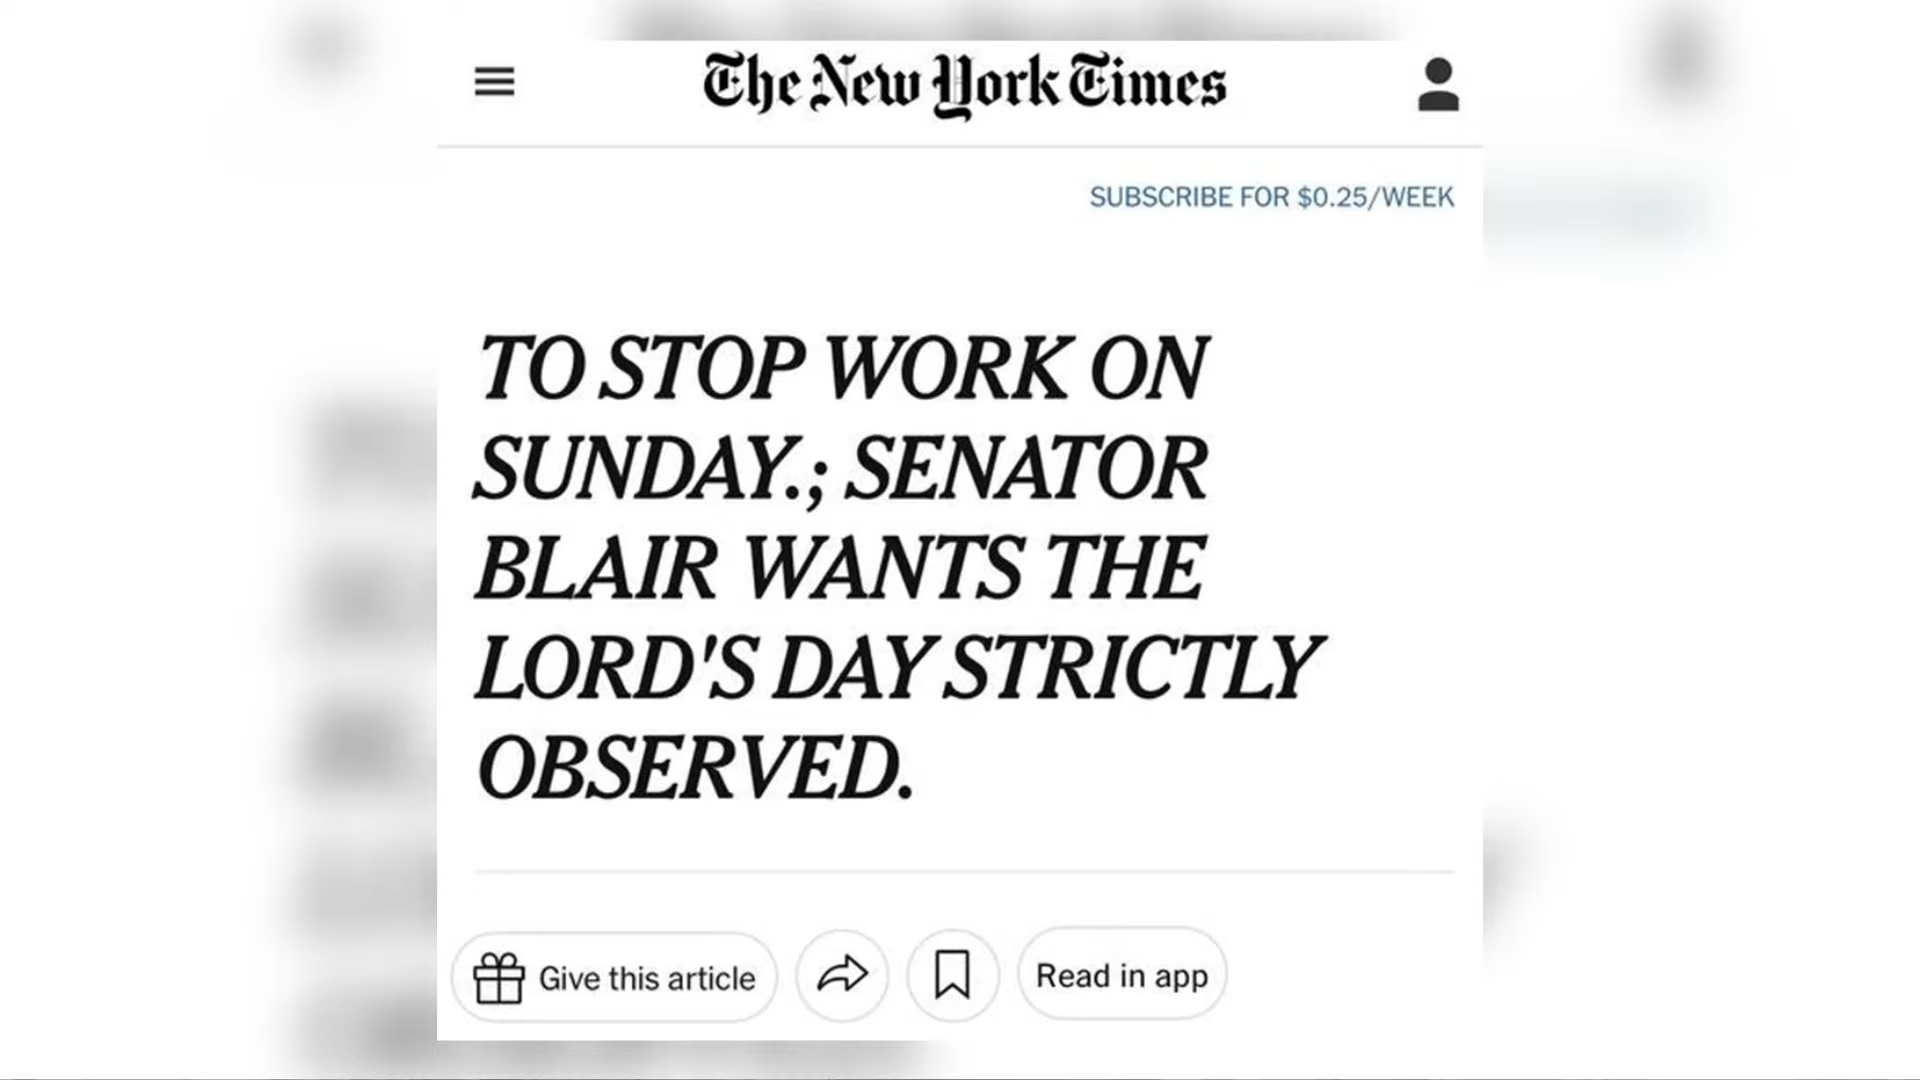 The New York Times
SUBSCRIBE FOR $0.25/WEEK
TO STOP WORK ON
SUNDAY.; SENATOR
BLAIR WANTS THE
LORD'S DAY STRICTLY
OBSERVED.
Give this article
Read in app